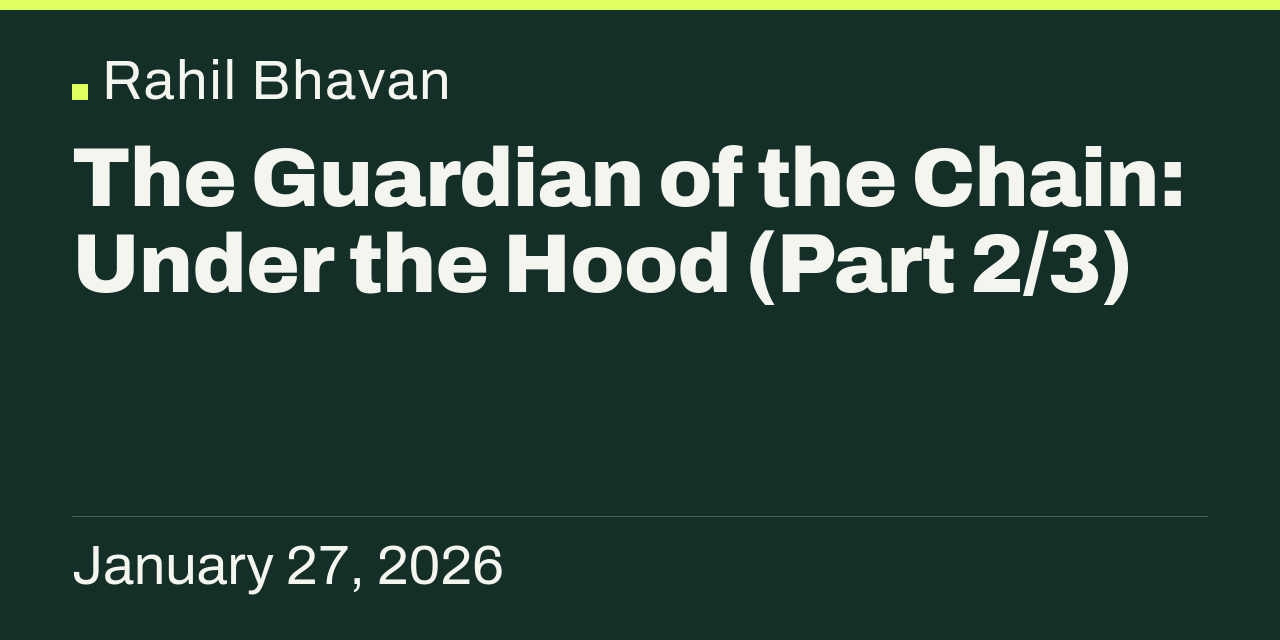 Rahil Bhavan
The Guardian of the Chain:
Under the Hood (Part 2/3)
January 27, 2026